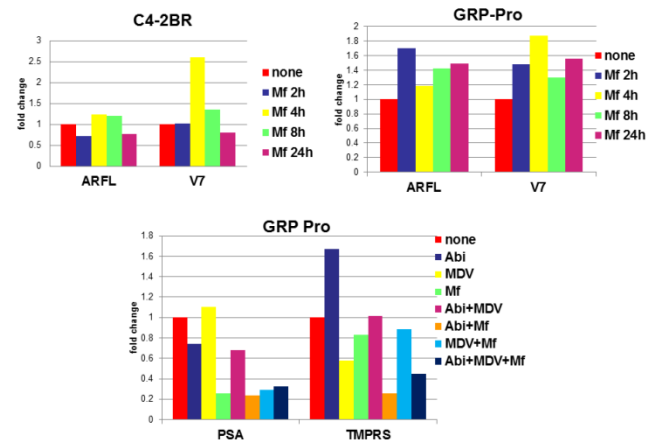 C4-2BR
fold change
3
2.5
2
1.5
1
0.5
0
ARFL V7
none
Mf 2h
Mf 4h
Mf 8h
Mf 24h
GRP-Pro
fold change
2
1.8
1.6
1.4
1.2
1
0.8
0.6
0.4
0.2
0
ARFL V7
none
Mf 2h
Mf 4h
Mf 8h
Mf 24h
GRP Pro
fold change
1.8
1.6
1.4
1.2
1
0.8
0.6
0.4
0.2
0
PSA TMPRS
none
Abi
MDV
Mf
Abi+MDV
Abi+Mf
MDV+Mf
Abi+MDV+Mf